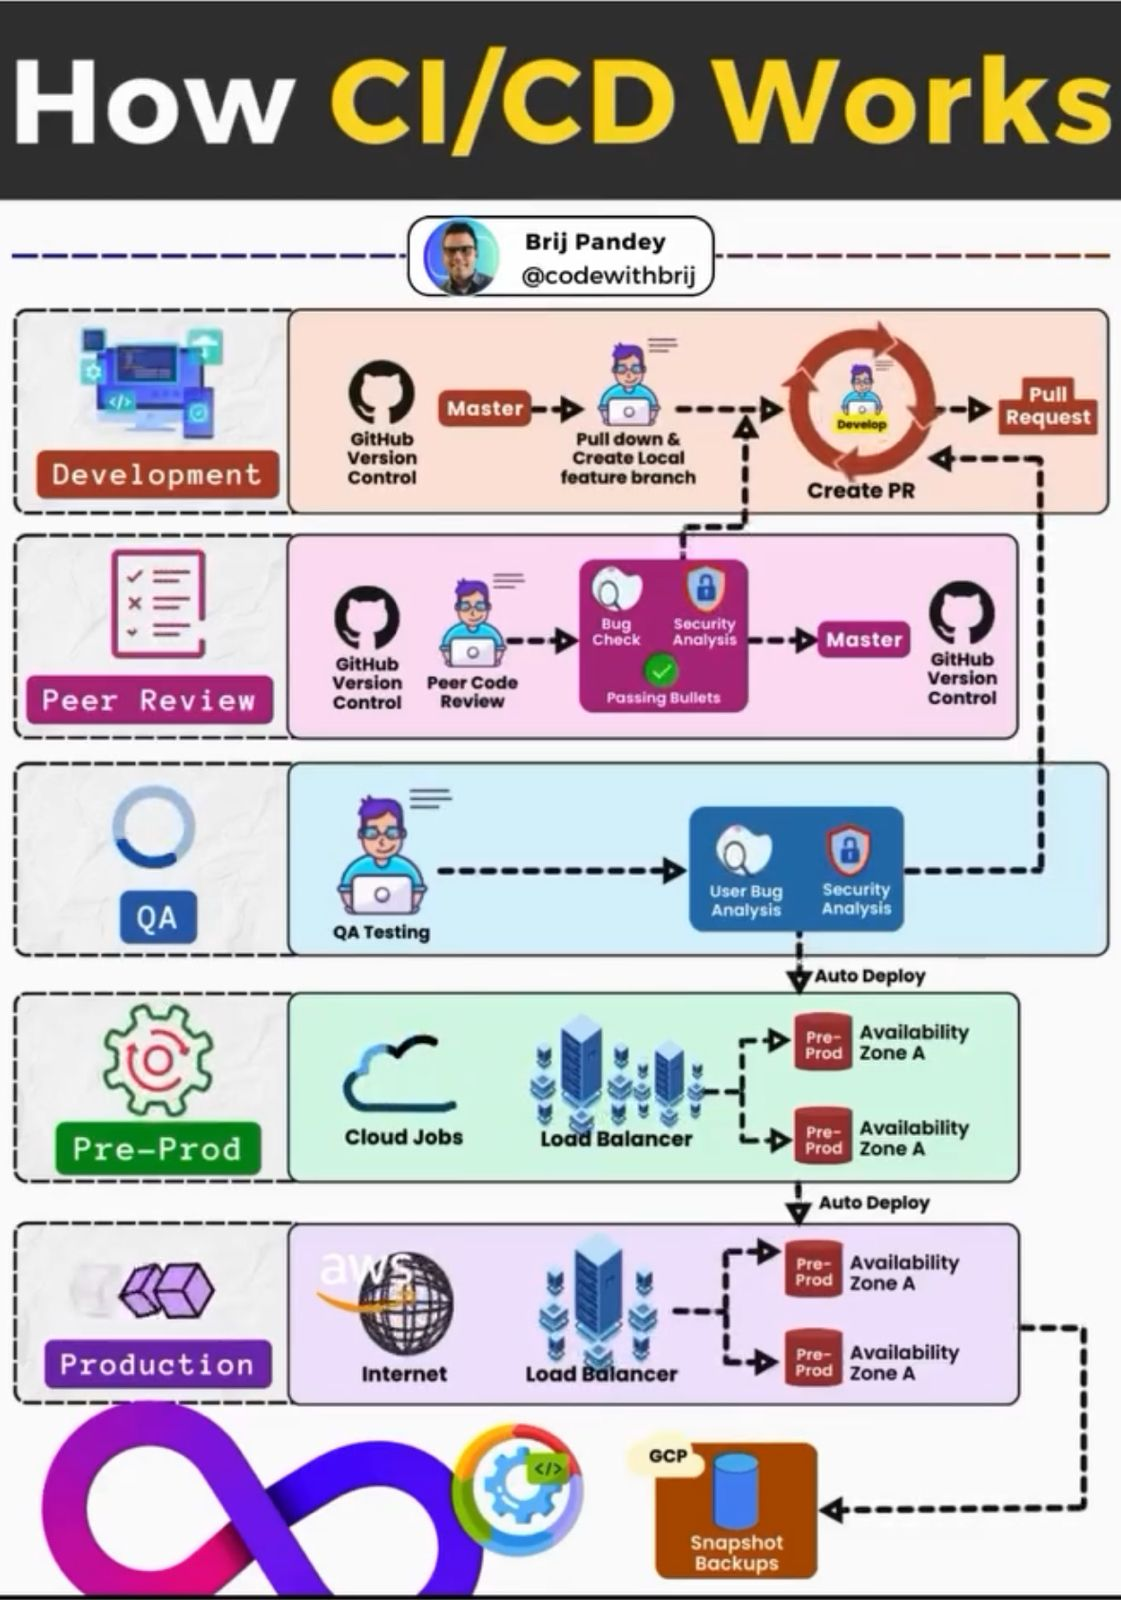 How CI/CD Works
Brij Pandey
@codewithbrij
Development
GitHub
Version
Control
Master
Pull down &
Create Local
feature branch
Develop
Create PR
Pull
Request
Peer Review
GitHub
Version
Control
Peer Code
Review
Bug
Check
Security
Analysis
Passing Bullets
Master
GitHub
Version
Control
QA
QA Testing
User Bug
Analysis
Security
Analysis
Auto Deploy
Pre-Prod
Cloud Jobs
Load Balancer
Pre-
Prod
Availability
Zone A
Pre-
Prod
Availability
Zone A
Auto Deploy
Production
aws
Internet
Load Balancer
Pre-
Prod
Availability
Zone A
Pre-
Prod
Availability
Zone A
</>
GCP
Snapshot
Backups